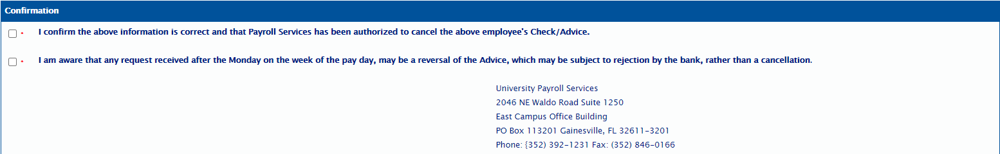 Confirmation
* I confirm the above information is correct and that Payroll Services has been authorized to cancel the above employee's Check/Advice.
* I am aware that any request received after the Monday on the week of the pay day, may be a reversal of the Advice, which may be subject to rejection by the bank, rather than a cancellation.
University Payroll Services
2046 NE Waldo Road Suite 1250
East Campus Office Building
PO Box 113201 Gainesville, FL 32611-3201
Phone: {352) 392-1231 Fax: (352) 846-0166